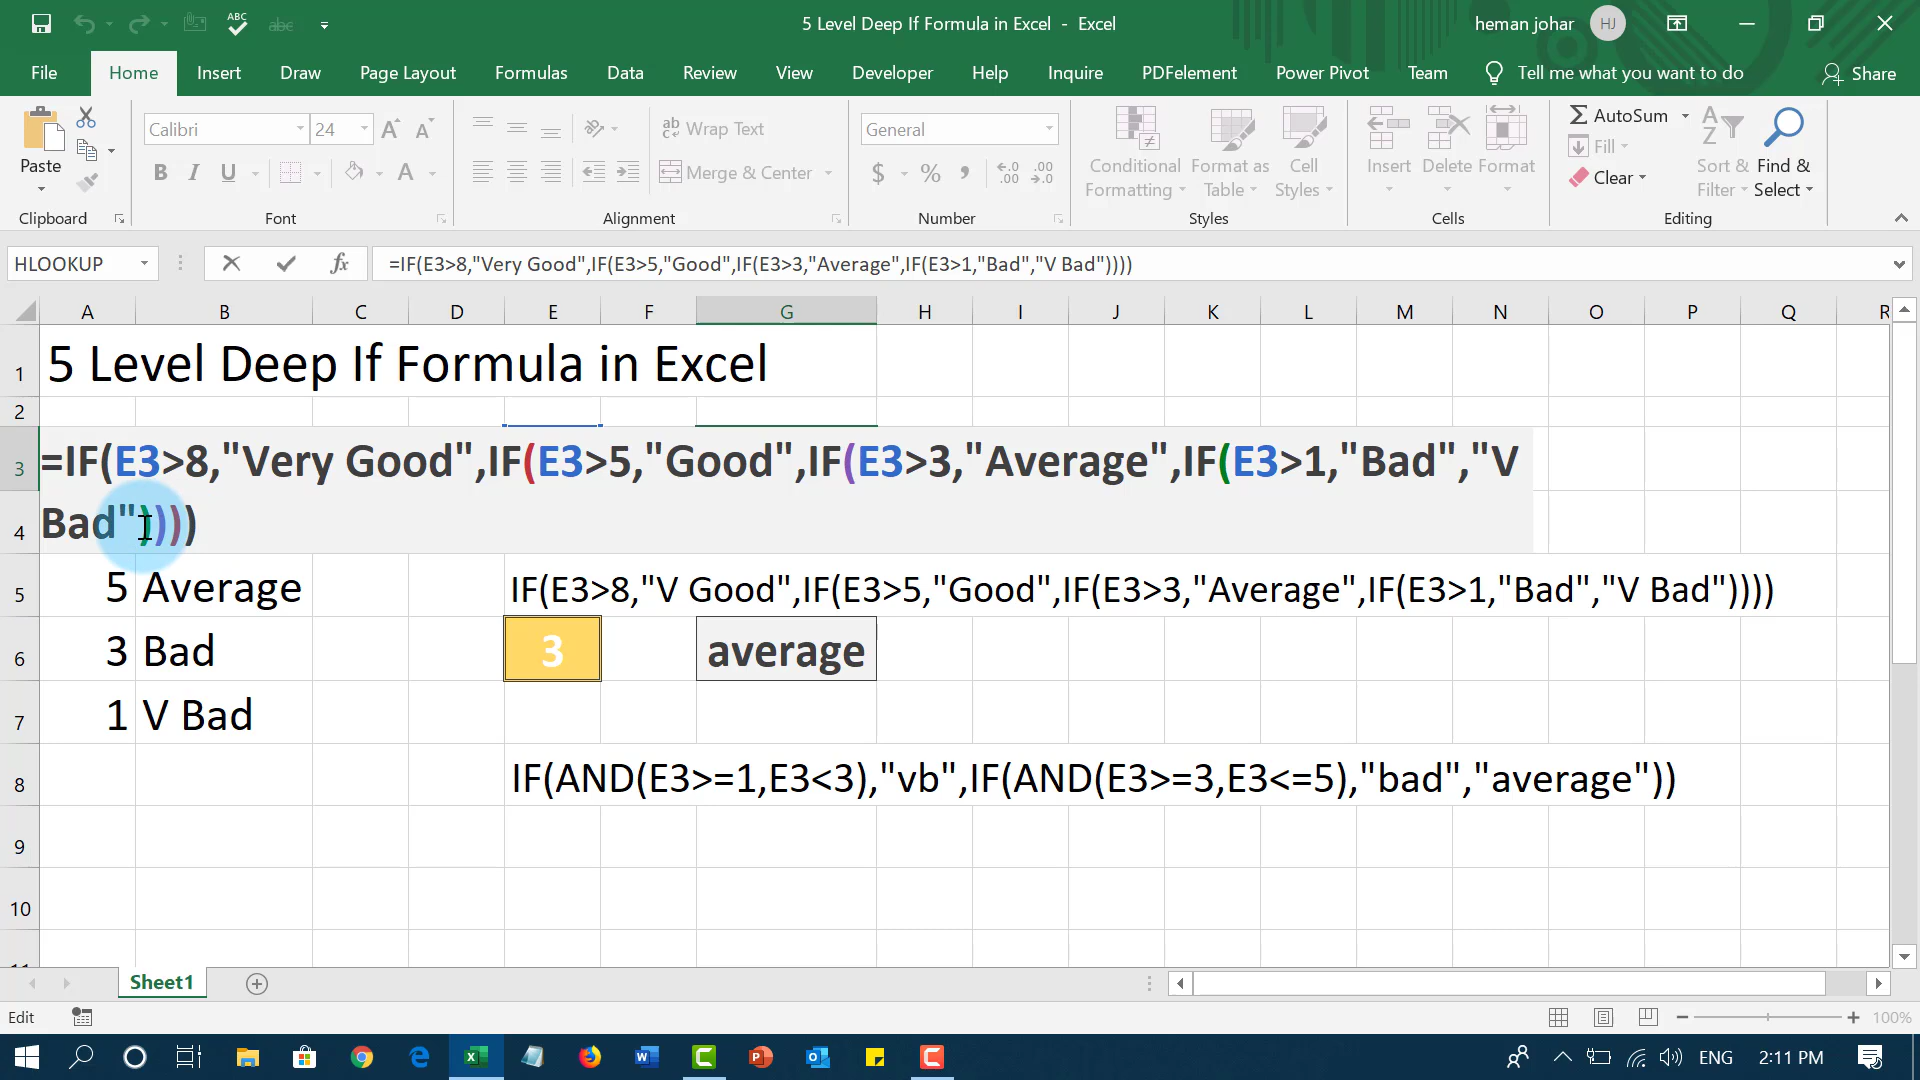 ABC
abc
5 Level Deep If Formula in Excel - Excel
heman johar
HJ
File Home Insert Draw Page Layout Formulas Data Review View Developer Help Inquire PDFelement Power Pivot Team Tell me what you want to do Share
Paste
Clipboard
Calibri 24
B I U
Font
ab Wrap Text
Merge & Center
Alignment
General
$ % ,
Number
Conditional Formatting
Format as Table
Cell Styles
Styles
Insert Delete Format
Cells
AutoSum
Fill
Clear
Sort & Filter
Find & Select
Editing
HLOOKUP
fx
=IF(E3>8,"Very Good",IF(E3>5,"Good",IF(E3>3,"Average",IF(E3>1,"Bad","V Bad"))))
A B C D E F G H I J K L M N O P Q R
1 5 Level Deep If Formula in Excel
2
3 =IF(E3>8,"Very Good",IF(E3>5,"Good",IF(E3>3,"Average",IF(E3>1,"Bad","V
4 Bad"))))
5 5 Average IF(E3>8,"V Good",IF(E3>5,"Good",IF(E3>3,"Average",IF(E3>1,"Bad","V Bad"))))
6 3 Bad 3 average
7 1 V Bad
8 IF(AND(E3>=1,E3<3),"vb",IF(AND(E3>=3,E3<=5),"bad","average"))
9
10
11
Sheet1
Edit
100%
ENG 2:11 PM